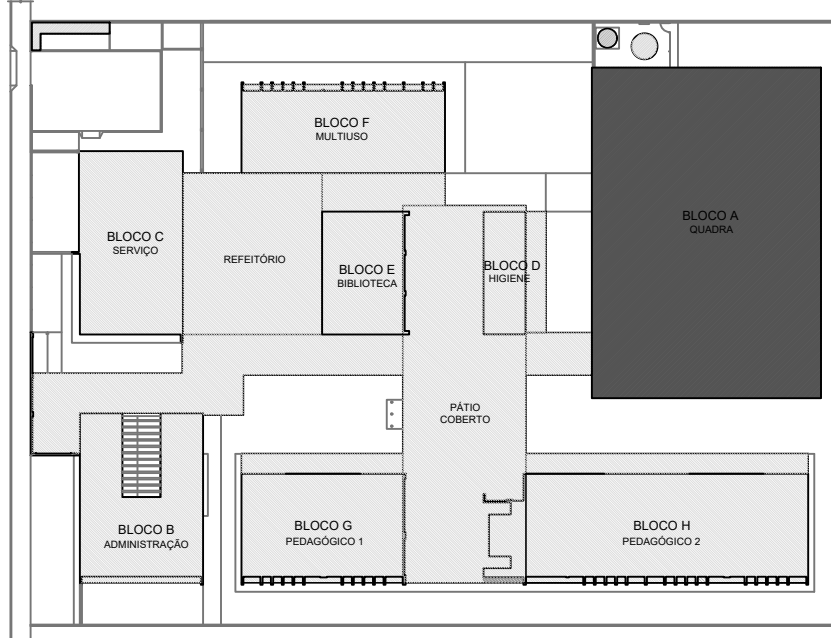 BLOCO F
MULTIUSO
BLOCO A
QUADRA
BLOCO C
SERVIÇO
REFEITÓRIO
BLOCO E
BIBLIOTECA
BLOCO D
HIGIENE
PÁTIO
COBERTO
BLOCO B
ADMINISTRAÇÃO
BLOCO G
PEDAGÓGICO 1
BLOCO H
PEDAGÓGICO 2